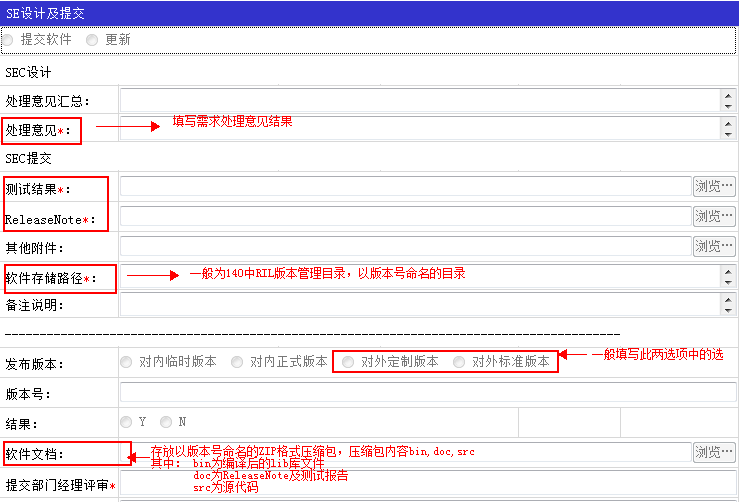 SE设计及提交
提交软件 更新
SEC设计
处理意见汇总：
处理意见*： 填写需求处理意见结果
SEC提交
测试结果*： 浏览…
ReleaseNote*： 浏览…
其他附件： 浏览…
软件存储路径*： 一般为140中RIL版本管理目录，以版本号命名的目录
备注说明：
发布版本： 对内临时版本 对内正式版本 对外定制版本 对外标准版本 一般填写此两选项中的选
版本号：
结果： Y N
软件文档： 存放以版本号命名的ZIP格式压缩包，压缩包内容bin,doc,src 浏览…
其中： bin为编译后的lib库文件
doc为ReleaseNote及测试报告
提交部门经理评审* src为源代码